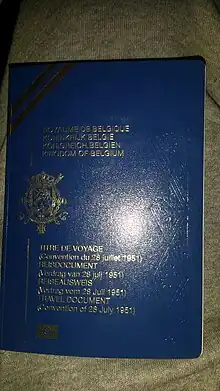 ROYAUME DE BELGIQUE
KONINKRIJK BELGIË
KÖNIGREICH BELGIEN
KINGDOM OF BELGIUM
TITRE DE VOYAGE
(Convention du 28 juillet 1951)
REISDOCUMENT
(Verdrag van 28 juli 1951)
REISEAUSWEIS
(Vertrag vom 28 Juli 1951)
TRAVEL DOCUMENT
(Convention of 28 July 1951)